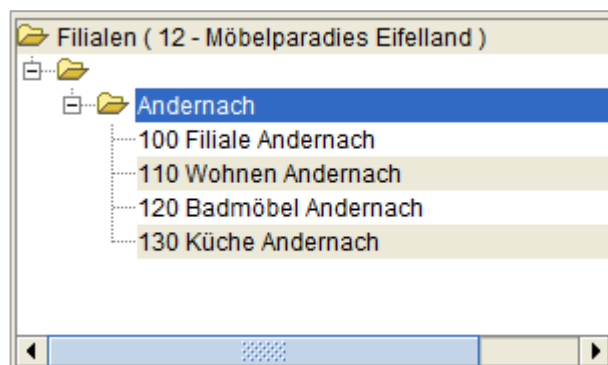 Filialen ( 12 - Möbelparadies Eifelland )
Andernach
100 Filiale Andernach
110 Wohnen Andernach
120 Badmöbel Andernach
130 Küche Andernach